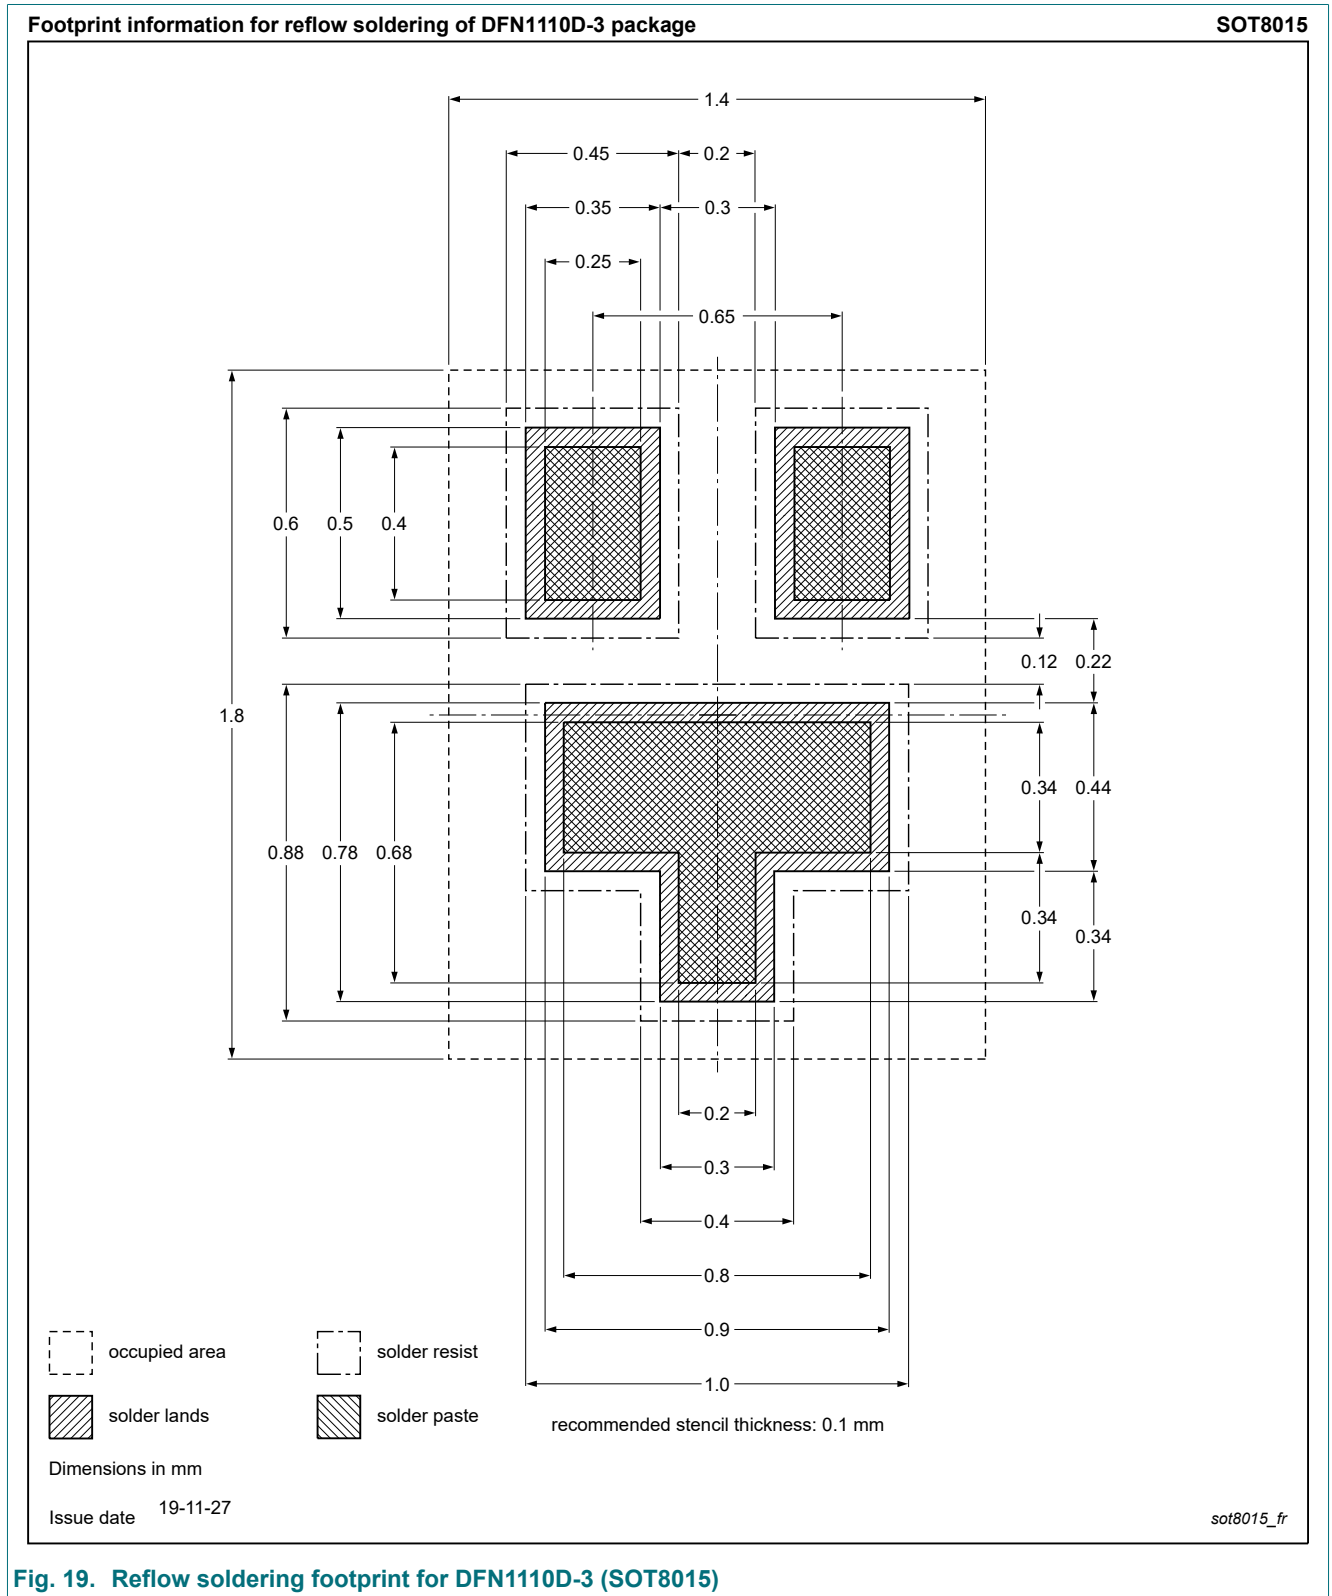 Footprint information for reflow soldering of DFN1110D-3 package SOT8015
1.4
0.45 0.2
0.35 0.3
0.25
0.65
0.6 0.5 0.4
0.12 0.22
1.8
0.34 0.44
0.88 0.78 0.68
0.34
0.34
0.2
0.3
0.4
0.8
0.9
1.0
occupied area solder resist
solder lands solder paste
recommended stencil thickness: 0.1 mm
Dimensions in mm
Issue date 19-11-27
sot8015_fr
Fig. 19. Reflow soldering footprint for DFN1110D-3 (SOT8015)